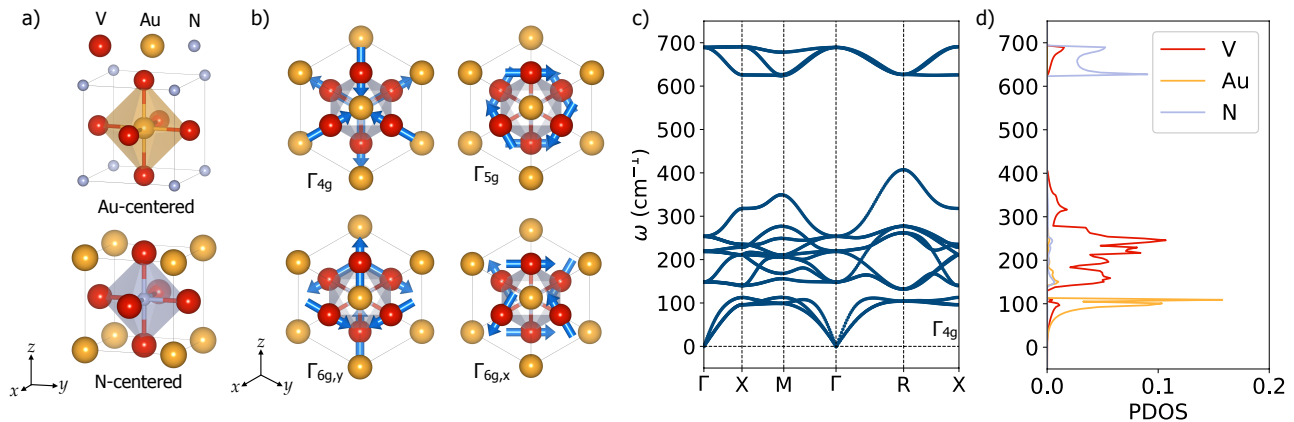 a)
V Au N
Au-centered
N-centered
z
x y
b)
Γ4g
Γ5g
Γ6g,y
Γ6g,x
z
x y
c)
ω (cm⁻¹)
700
600
500
400
300
200
100
0
Γ4g
Γ X M Γ R X
d)
V
Au
N
0.0 0.1 0.2
PDOS